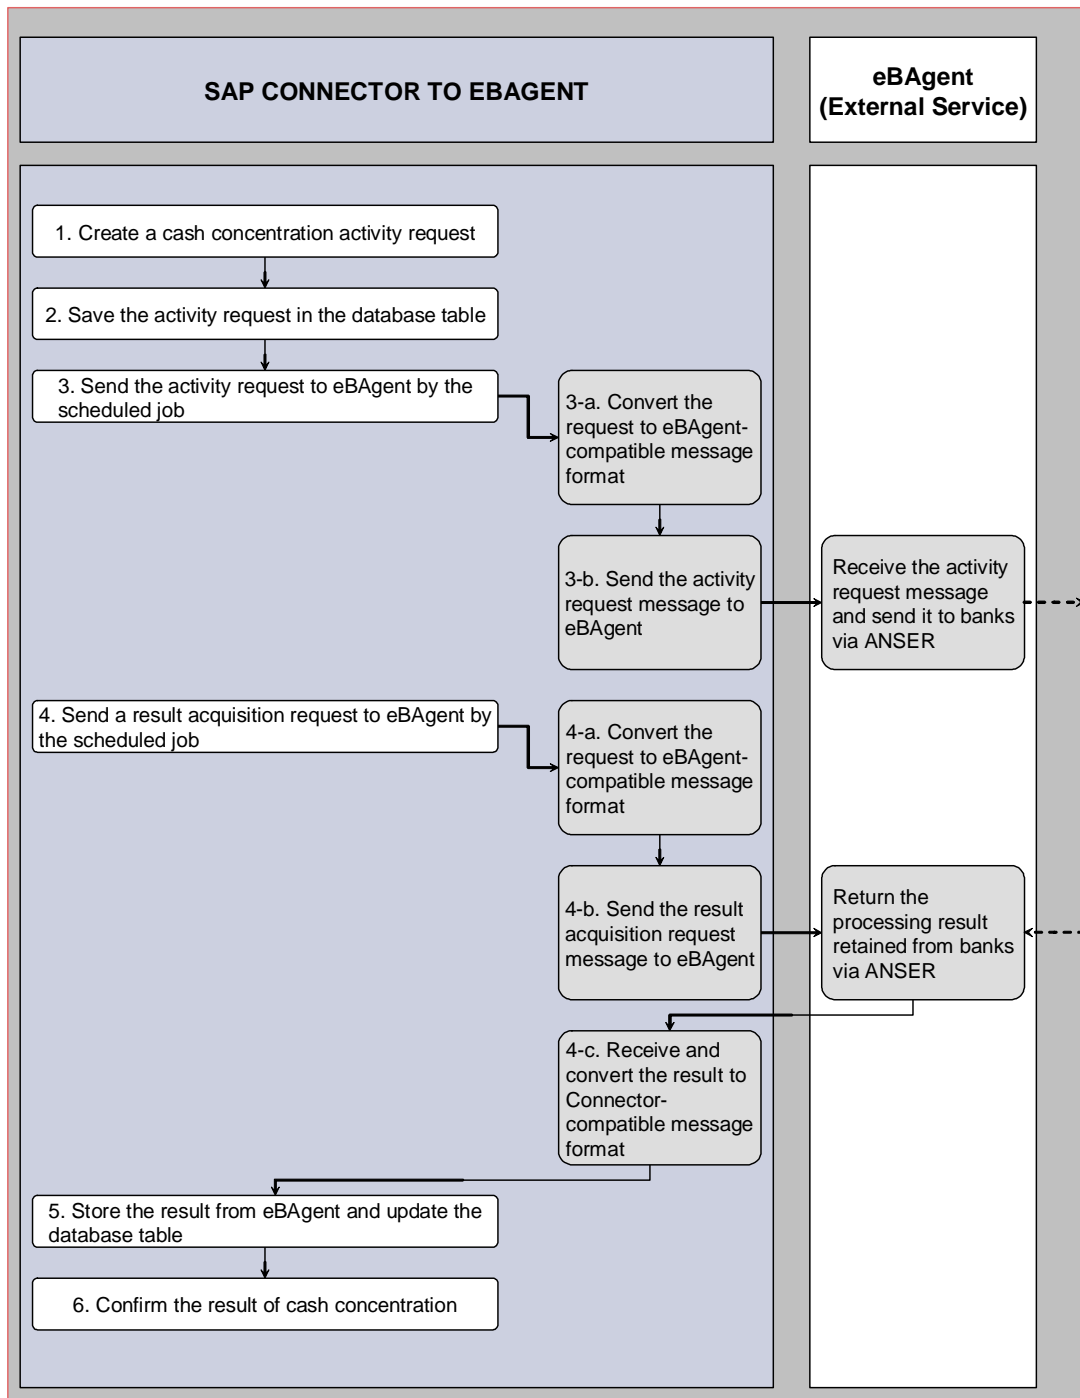 SAP CONNECTOR TO EBAGENT
eBAgent
(External Service)
1. Create a cash concentration activity request
2. Save the activity request in the database table
3. Send the activity request to eBAgent by the
scheduled job
3-a. Convert the
request to eBAgent-
compatible message
format
3-b. Send the activity
request message to
eBAgent
Receive the activity
request message
and send it to banks
via ANSER
4. Send a result acquisition request to eBAgent by
the scheduled job
4-a. Convert the
request to eBAgent-
compatible message
format
4-b. Send the result
acquisition request
message to eBAgent
Return the
processing result
retained from banks
via ANSER
4-c. Receive and
convert the result to
Connector-
compatible message
format
5. Store the result from eBAgent and update the
database table
6. Confirm the result of cash concentration